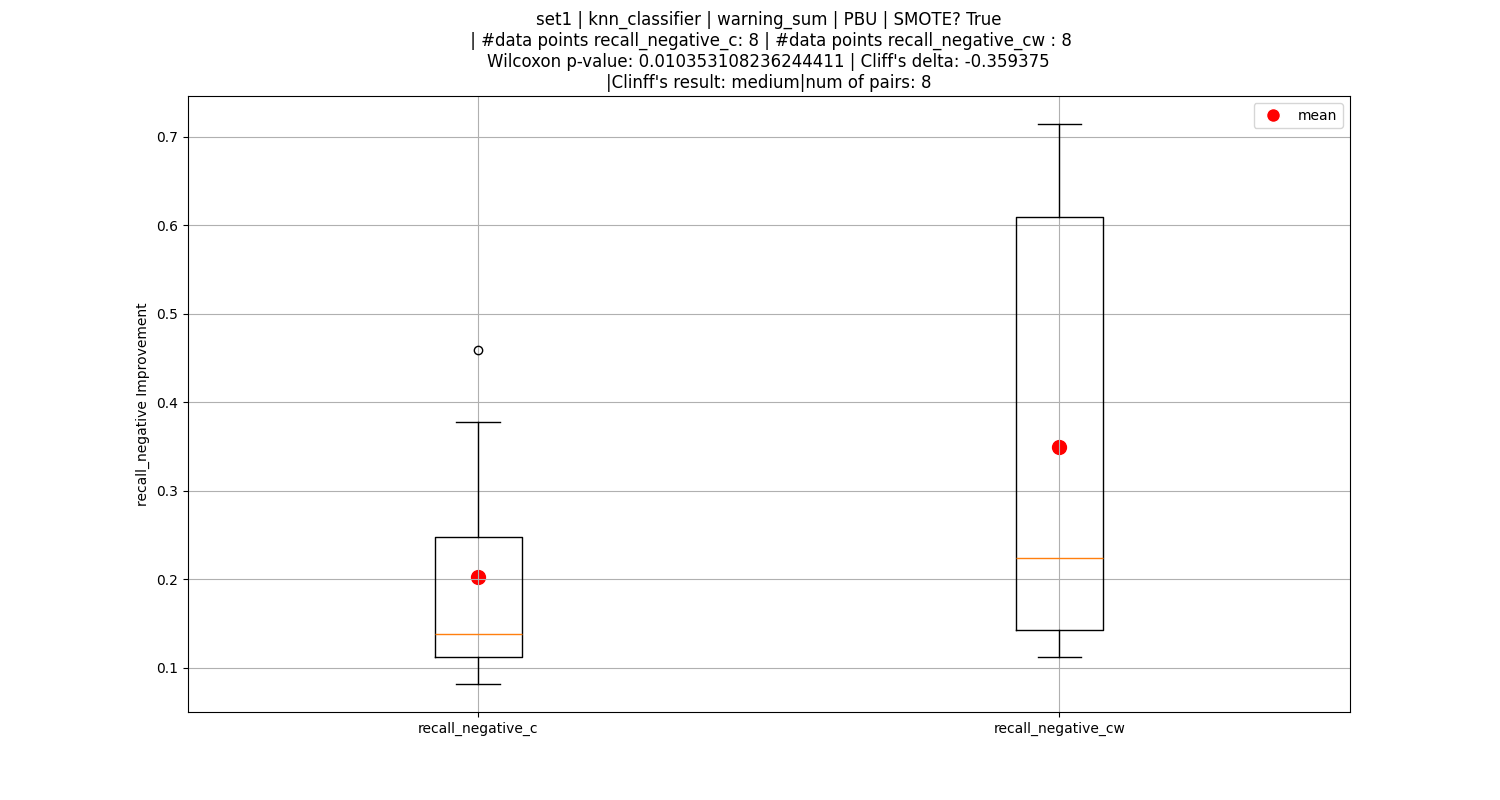 set1 | knn_classifier | warning_sum | PBU | SMOTE? True
| #data points recall_negative_c: 8 | #data points recall_negative_cw : 8
Wilcoxon p-value: 0.010353108236244411 | Cliff's delta: -0.359375
|Clinff's result: medium|num of pairs: 8
mean
0.7
0.6
0.5
0.4
0.3
0.2
0.1
recall_negative Improvement
recall_negative_c
recall_negative_cw